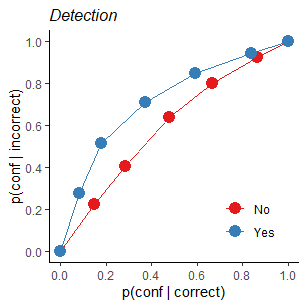 Detection
1.0
0.8
0.6
0.4
0.2
0.0
p(conf | incorrect)
No
Yes
0.0 0.2 0.4 0.6 0.8 1.0
p(conf | correct)